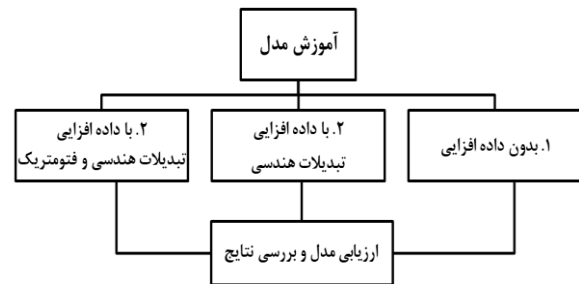 آموزش مدل
۱. بدون داده افزایی
۲. با داده افزایی
تبدیلات هندسی
۲. با داده افزایی
تبدیلات هندسی و فتومتریک
ارزیابی مدل و بررسی نتایج